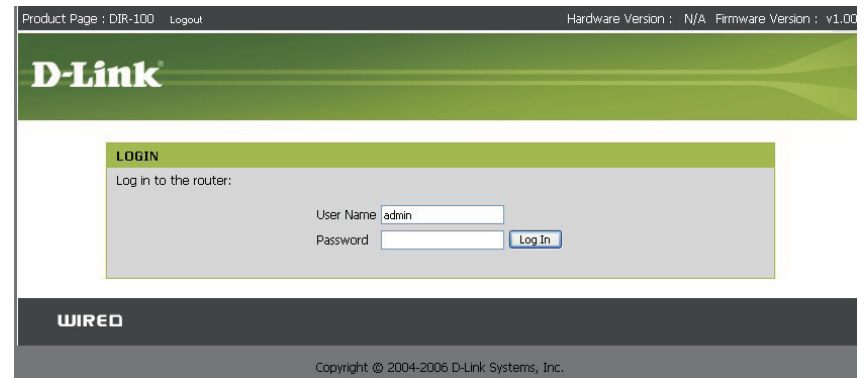 Product Page : DIR-100 Logout Hardware Version : N/A Firmware Version : v1.00
D-Link
LOGIN
Log in to the router:
User Name admin
Password Log In
WIRED
Copyright © 2004-2006 D-Link Systems, Inc.